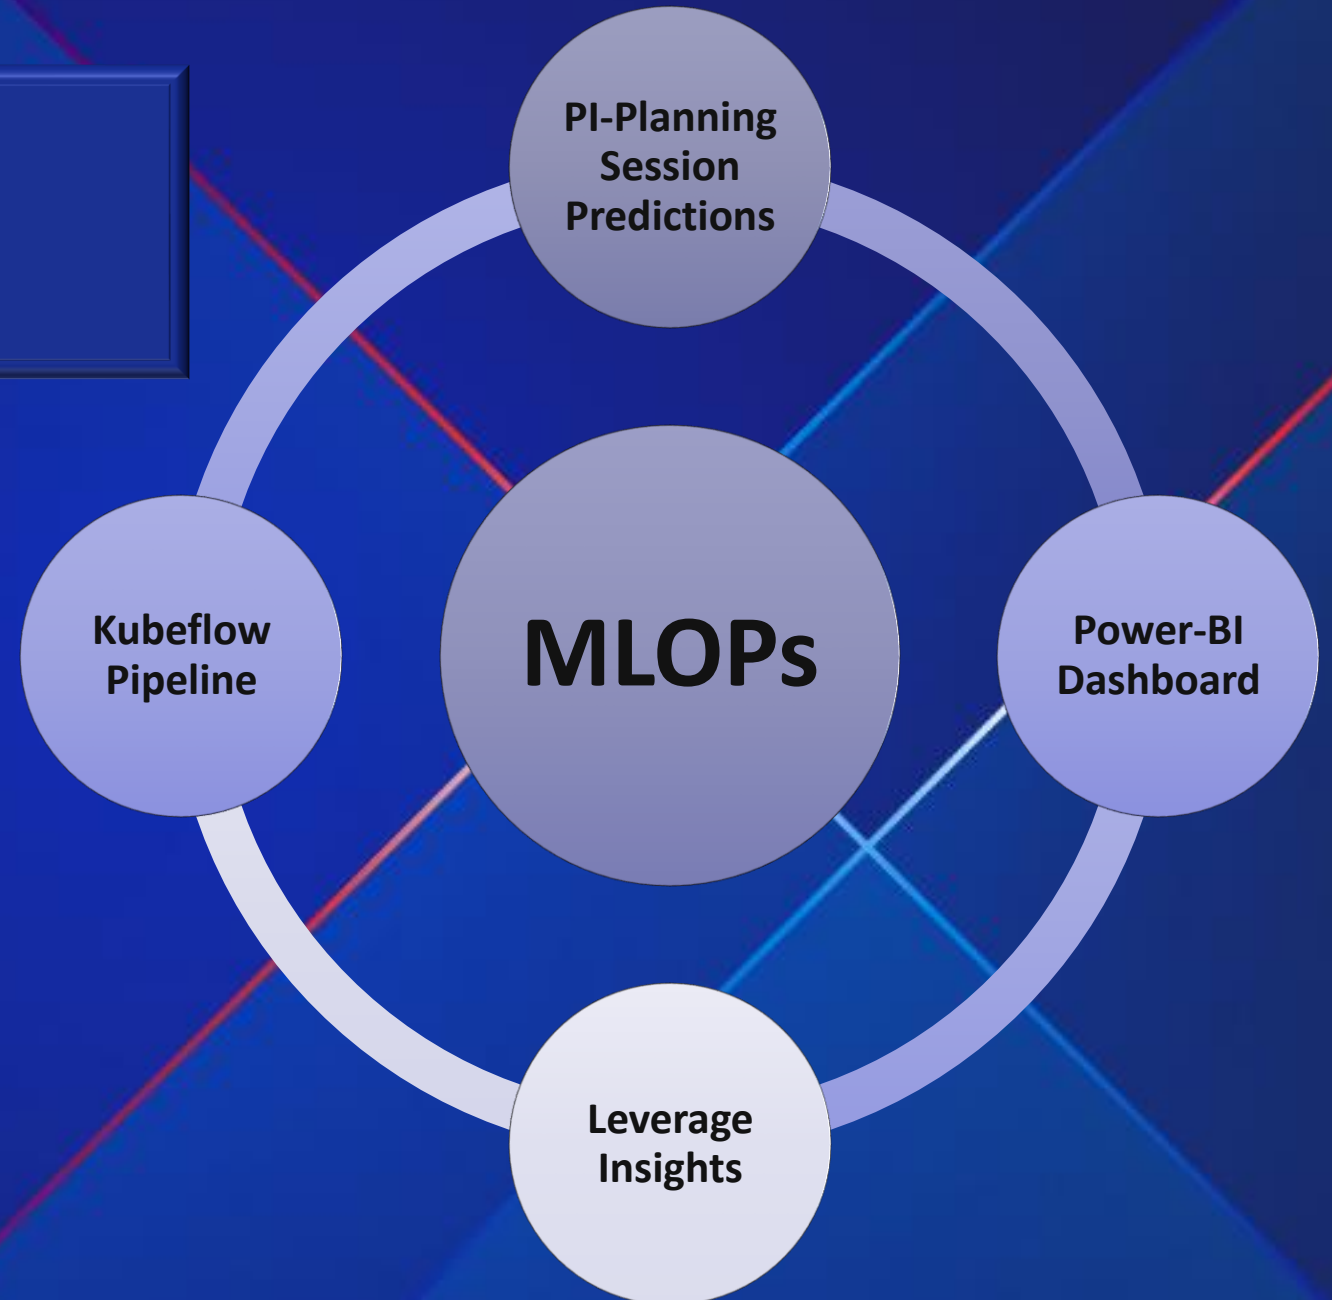 PI-Planning
Session
Predictions
Kubeflow
Pipeline
MLOPs
Power-BI
Dashboard
Leverage
Insights